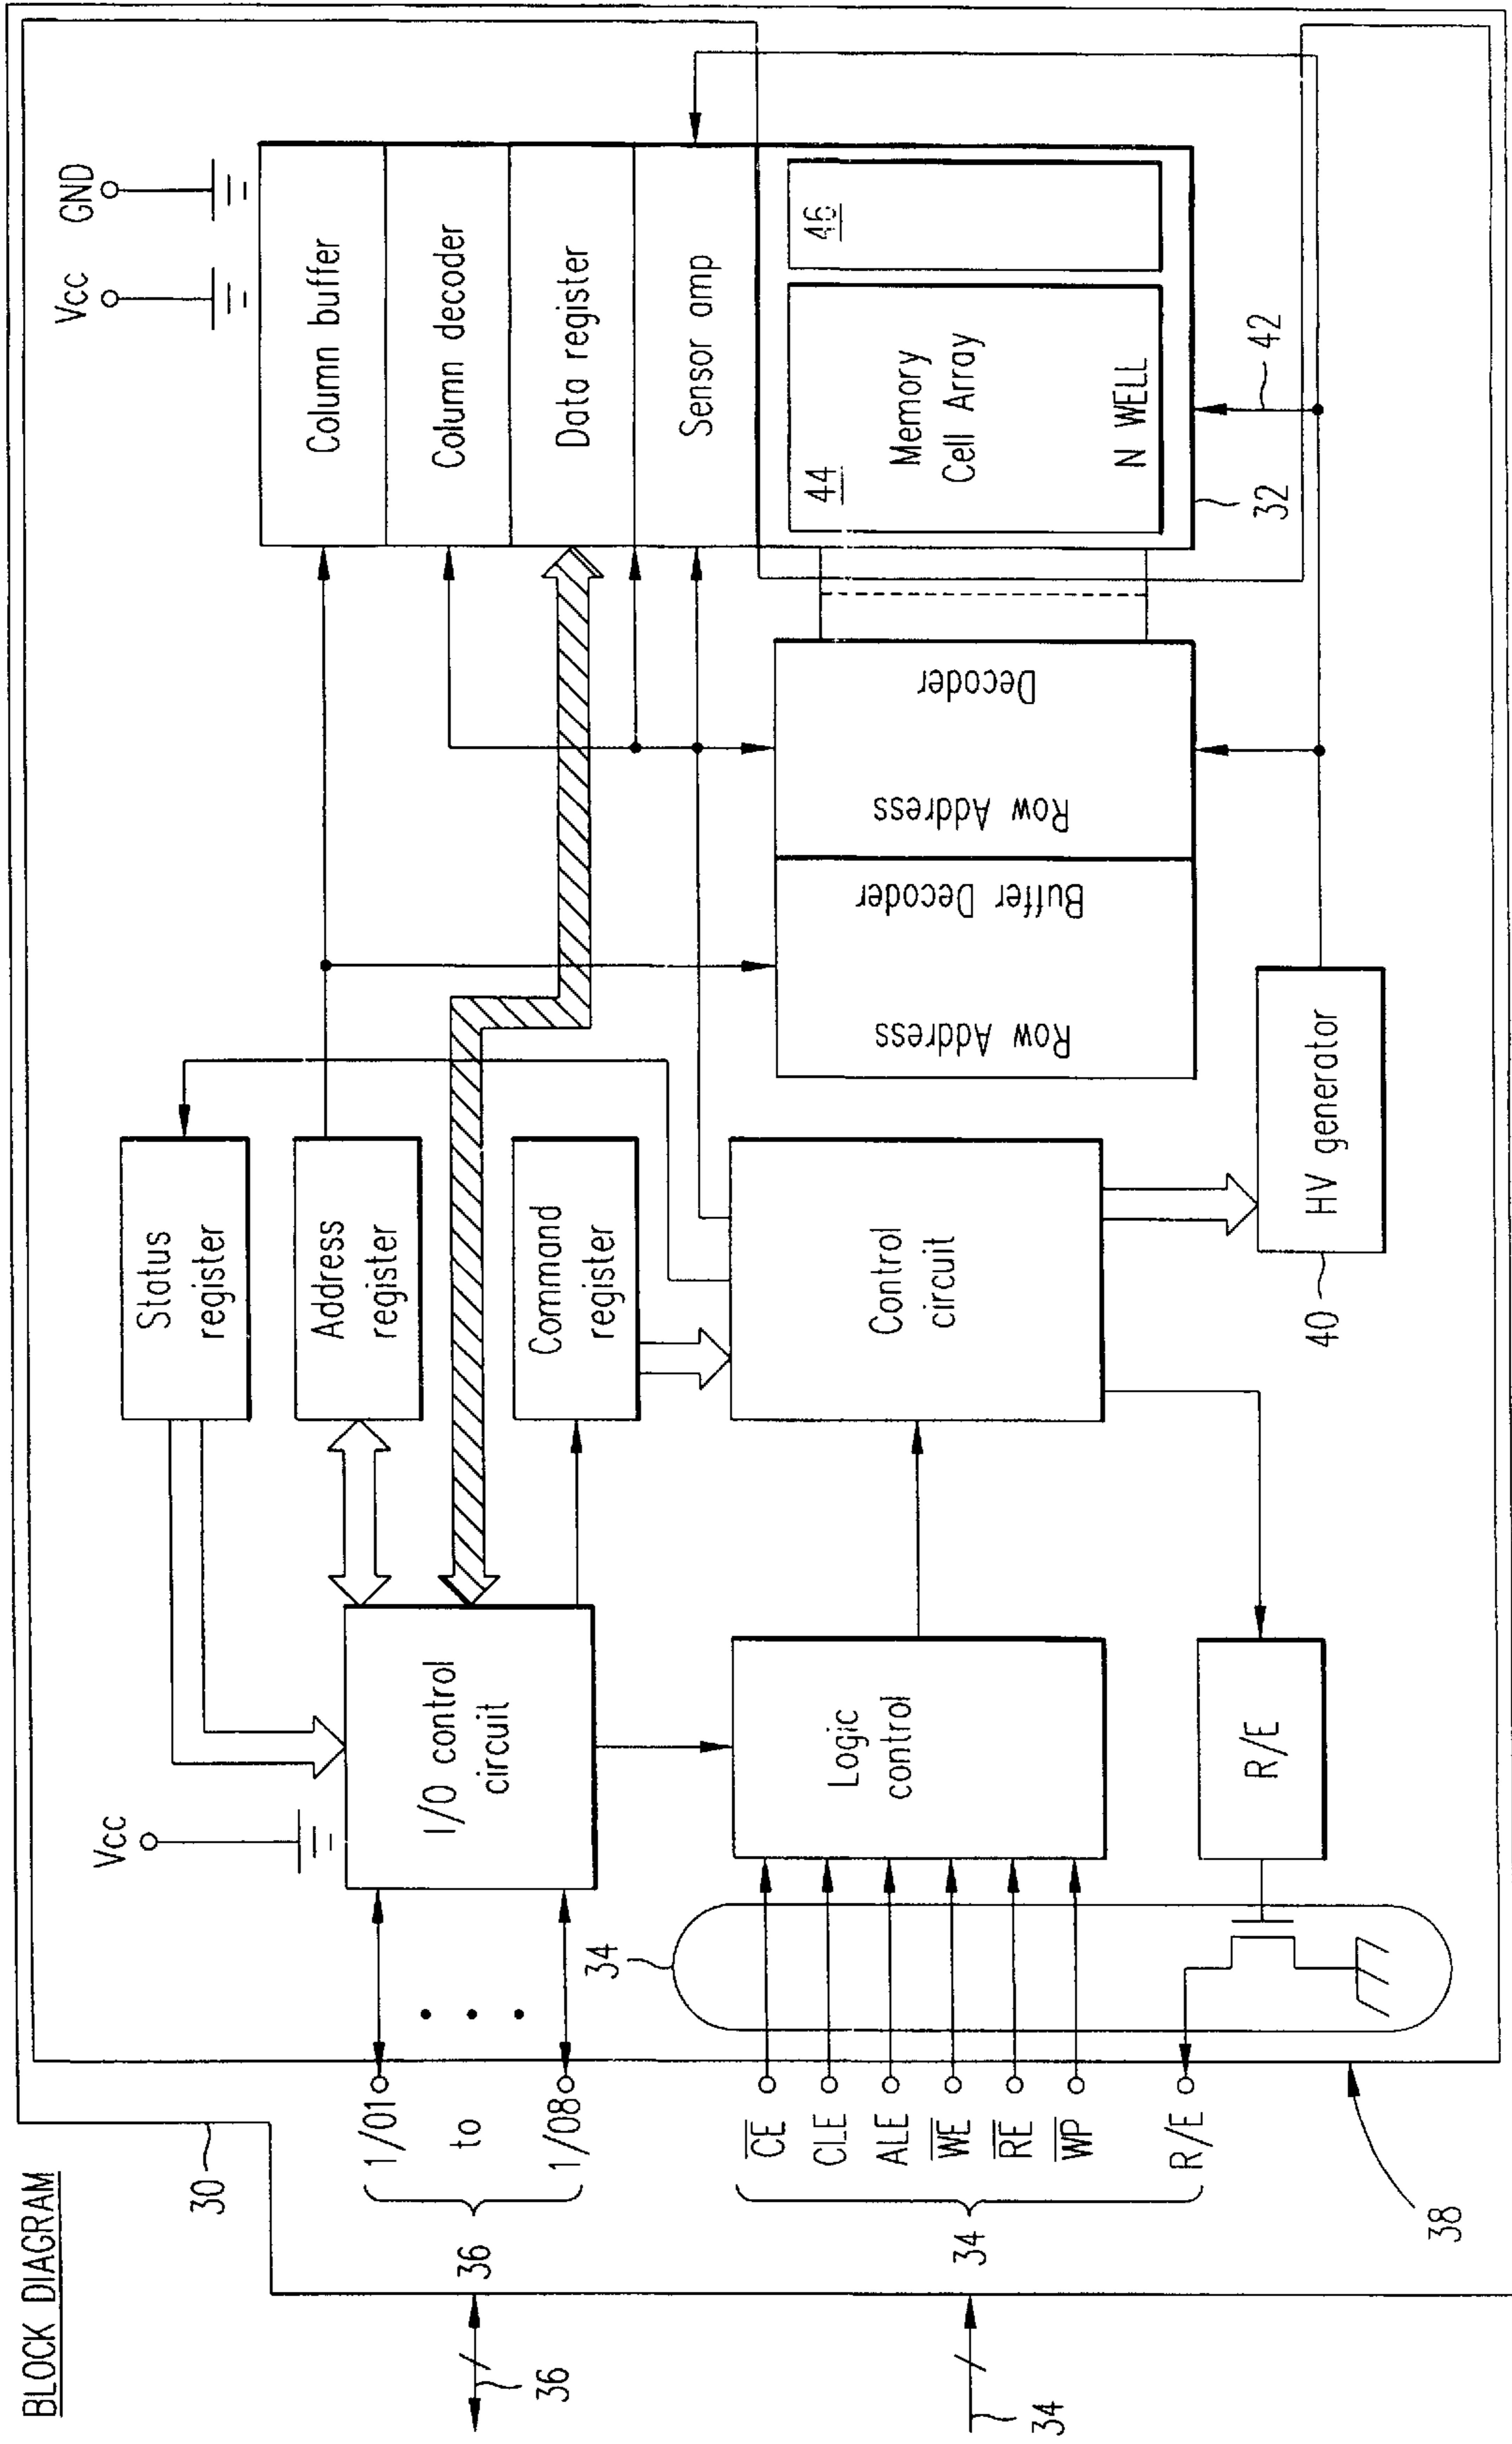 BLOCK DIAGRAM
30
Vcc
Vcc
GND
Status
register
Address
register
Command
register
I/O control
circuit
Column buffer
Column decoder
Data register
Sensor amp
1/01
to
1/08
36
36
34
CE
CLE
ALE
WE
RE
WP
R/E
34
34
Logic
control
Control
circuit
Row Address
Buffer Decoder
Row Address
Decoder
44
Memory
Cell Array
N WELL
46
32
42
R/E
HV generator
40
38